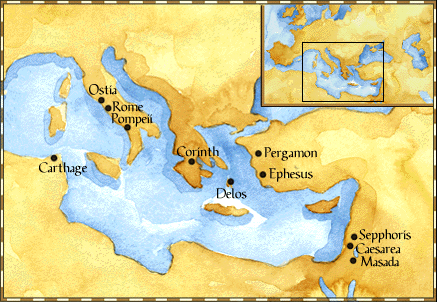 Ostia
Rome
Pompeii
Corinth
Pergamon
Carthage
Ephesus
Delos
Sepphoris
Caesarea
Masada